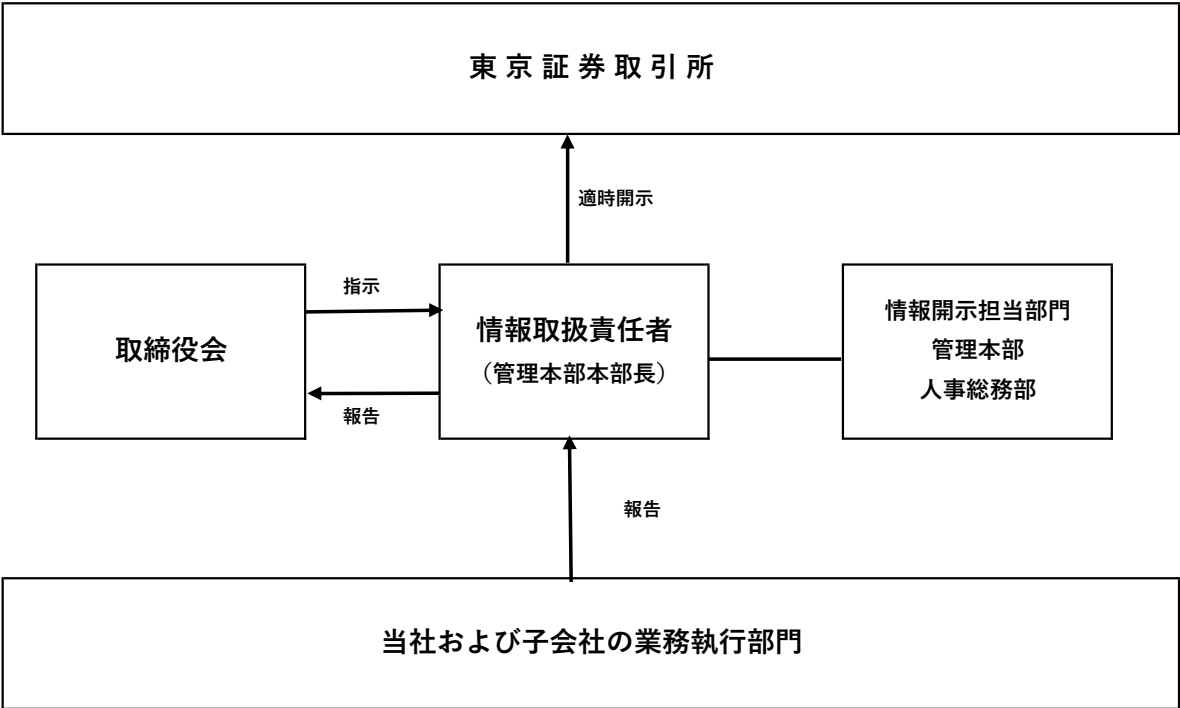 東京証券取引所
適時開示
指示
取締役会
報告
情報取扱責任者
（管理本部本部長）
情報開示担当部門
管理本部
人事総務部
報告
当社および子会社の業務執行部門